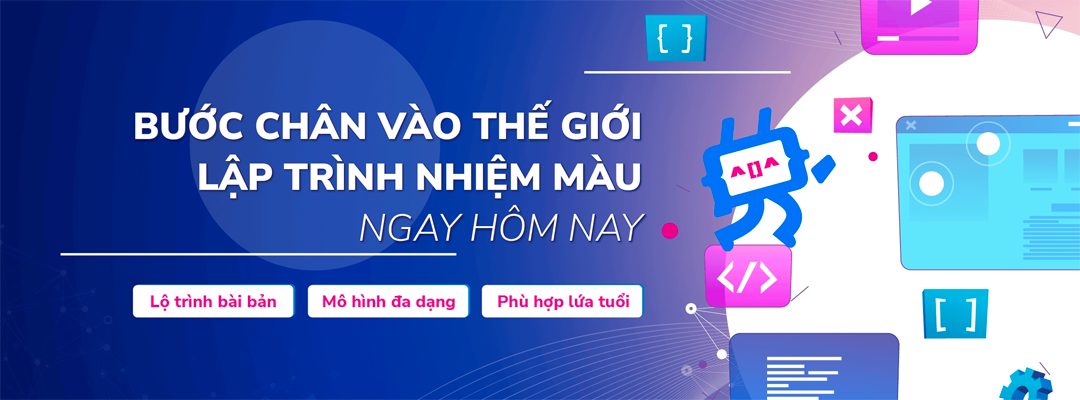 BƯỚC CHÂN VÀO THẾ GIỚI
LẬP TRÌNH NHIỆM MÀU
NGAY HÔM NAY
Lộ trình bài bản
Mô hình đa dạng
Phù hợp lứa tuổi
{ }
</>
[ ]